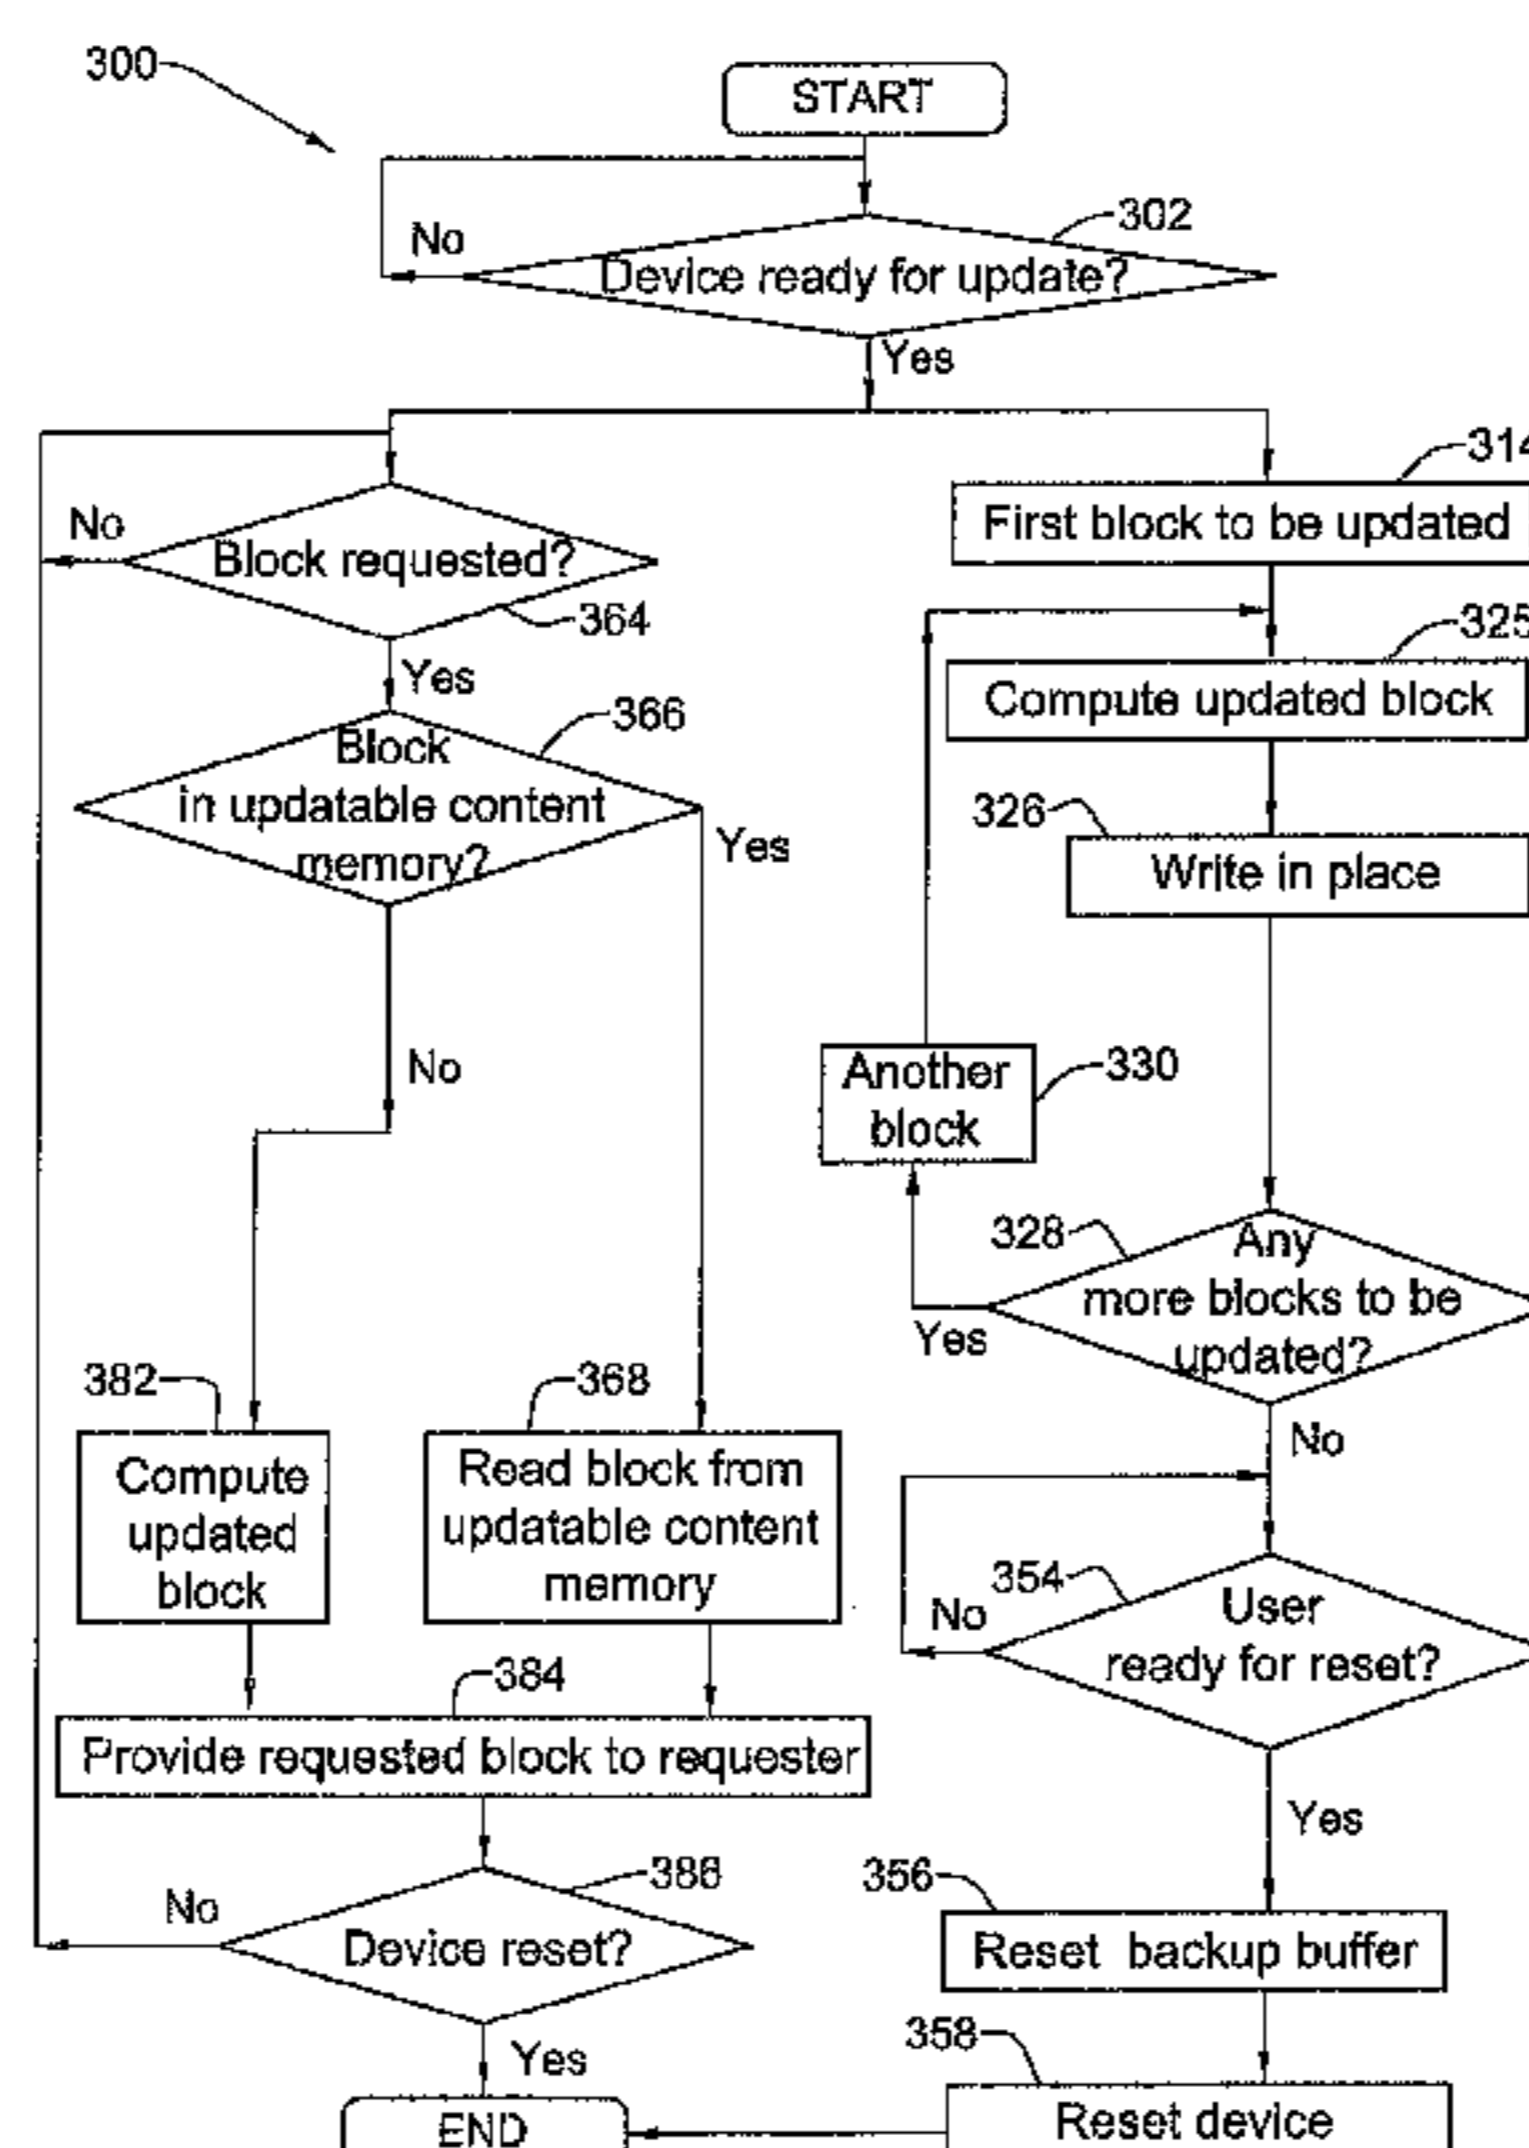 300
START
302
No
Device ready for update?
Yes
314
First block to be updated
No
Block requested?
364
325
Yes
Compute updated block
366
Block
in updatable content
memory?
Yes
326
Write in place
No
Another
block
330
328
Any
more blocks to be
updated?
Yes
No
382
Compute
updated
block
368
Read block from
updatable content
memory
354
No
User
ready for reset?
384
Provide requested block to requester
Yes
386
No
Device reset?
356
Reset backup buffer
Yes
358
Reset device
END